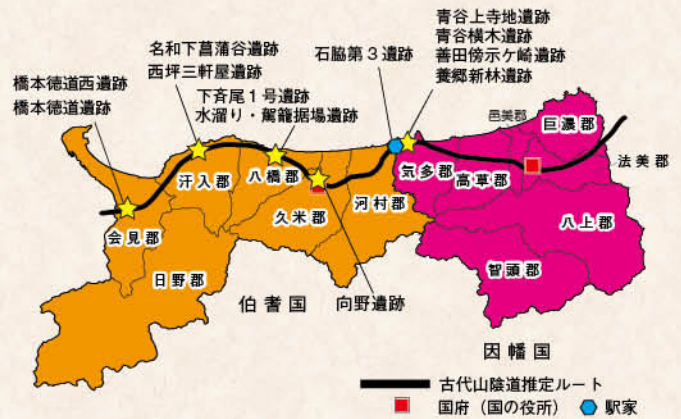 青谷上寺地遺跡
青谷横木遺跡
善田傍示ケ崎遺跡
養郷新林遺跡
名和下菖蒲谷遺跡
西坪三軒屋遺跡
石脇第3遺跡
橋本徳道西遺跡
橋本徳道遺跡
下斉尾1号遺跡
水溜り・駕籠据場遺跡
邑美郡
巨濃郡
法美郡
汗入郡
八橋郡
気多郡
高草郡
河村郡
久米郡
八上郡
会見郡
日野郡
智頭郡
伯耆国
向野遺跡
因幡国
古代山陰道推定ルート
国府（国の役所）
駅家